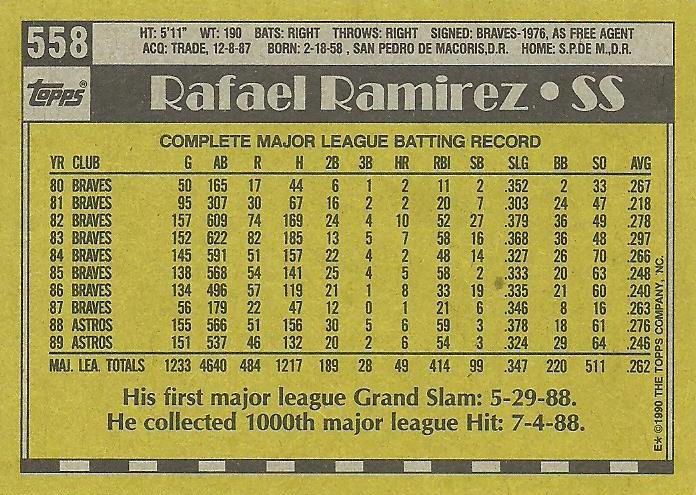 558
HT: 5'11" WT: 190 BATS: RIGHT THROWS: RIGHT SIGNED: BRAVES-1976, AS FREE AGENT
ACQ: TRADE, 12-8-87 BORN: 2-18-58 , SAN PEDRO DE MACORIS,D.R. HOME: S.P.DE M.,D.R.
topps®
Rafael Ramirez • SS
COMPLETE MAJOR LEAGUE BATTING RECORD
YR CLUB G AB R H 2B 3B HR RBI SB SLG BB SO AVG
80 BRAVES 50 165 17 44 6 1 2 11 2 .352 2 33 .267
81 BRAVES 95 307 30 67 16 2 2 20 7 .303 24 47 .218
82 BRAVES 157 609 74 169 24 4 10 52 27 .379 36 49 .278
83 BRAVES 152 622 82 185 13 5 7 58 16 .368 36 48 .297
84 BRAVES 145 591 51 157 22 4 2 48 14 .327 26 70 .266
85 BRAVES 138 568 54 141 25 4 5 58 2 .333 20 63 .248
86 BRAVES 134 496 57 119 21 1 8 33 19 .335 21 60 .240
87 BRAVES 56 179 22 47 12 0 1 21 6 .346 8 16 .263
88 ASTROS 155 566 51 156 30 5 6 59 3 .378 18 61 .276
89 ASTROS 151 537 46 132 20 2 6 54 3 .324 29 64 .246
MAJ. LEA. TOTALS 1233 4640 484 1217 189 28 49 414 99 .347 220 511 .262
His first major league Grand Slam: 5-29-88.
He collected 1000th major league Hit: 7-4-88.
E* ©1990 THE TOPPS COMPANY, INC.